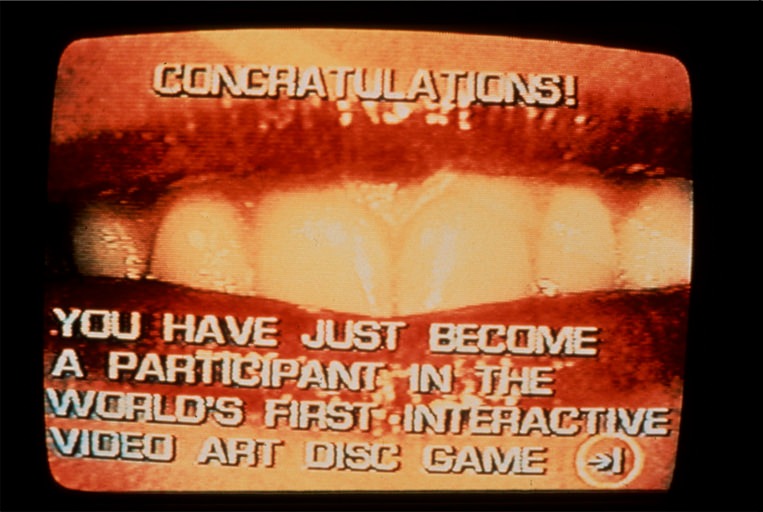 CONGRATULATIONS!
YOU HAVE JUST BECOME
A PARTICIPANT IN THE
WORLD'S FIRST INTERACTIVE
VIDEO ART DISC GAME →I